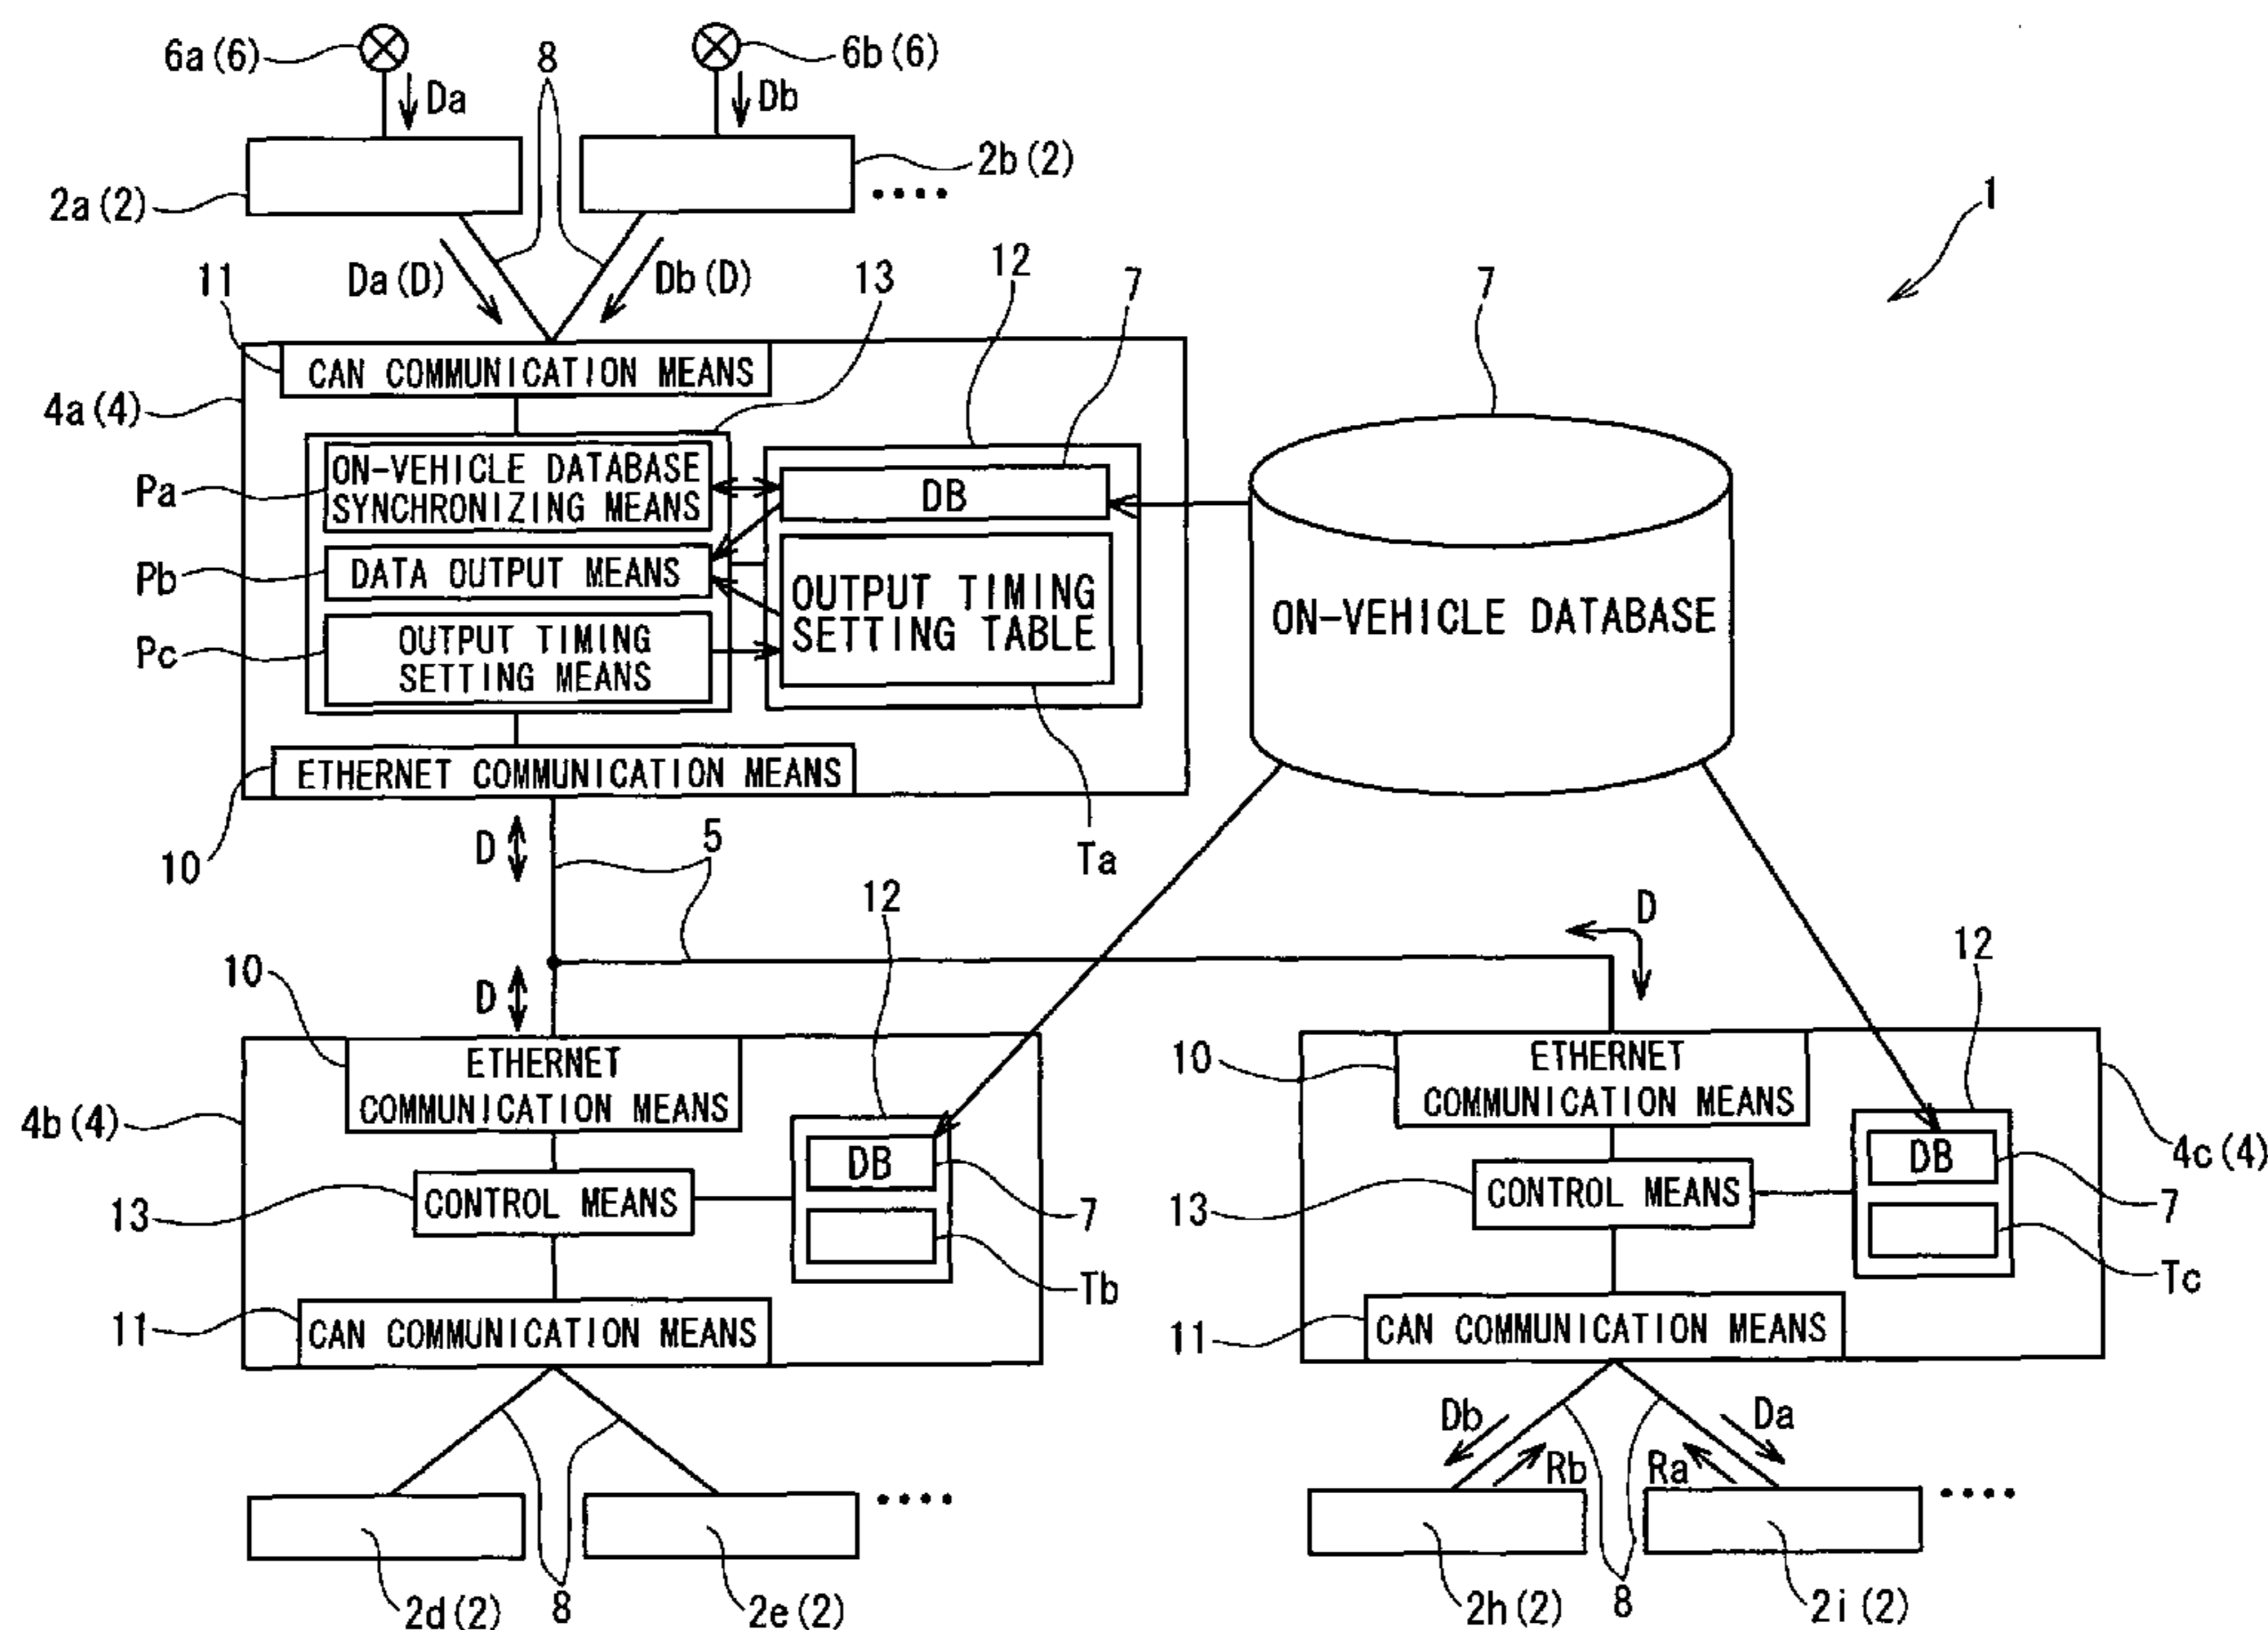 6a(6)
8
6b(6)
Da
Db
2b(2)
2a(2)
1
Da(D)
Db(D)
11
13
12
7
7
CAN COMMUNICATION MEANS
4a(4)
ON-VEHICLE DATABASE
SYNCHRONIZING MEANS
Pa
DB
Pb
DATA OUTPUT MEANS
OUTPUT TIMING
SETTING TABLE
ON-VEHICLE DATABASE
Pc
OUTPUT TIMING
SETTING MEANS
ETHERNET COMMUNICATION MEANS
10
D
5
Ta
12
D
12
10
D
ETHERNET
COMMUNICATION MEANS
10
ETHERNET
COMMUNICATION MEANS
4b(4)
DB
DB
4c(4)
13
CONTROL MEANS
7
13
CONTROL MEANS
7
Tb
Tc
11
CAN COMMUNICATION MEANS
11
CAN COMMUNICATION MEANS
Db
Da
Rb
Ra
2d(2)
8
2e(2)
2h(2)
8
2i(2)